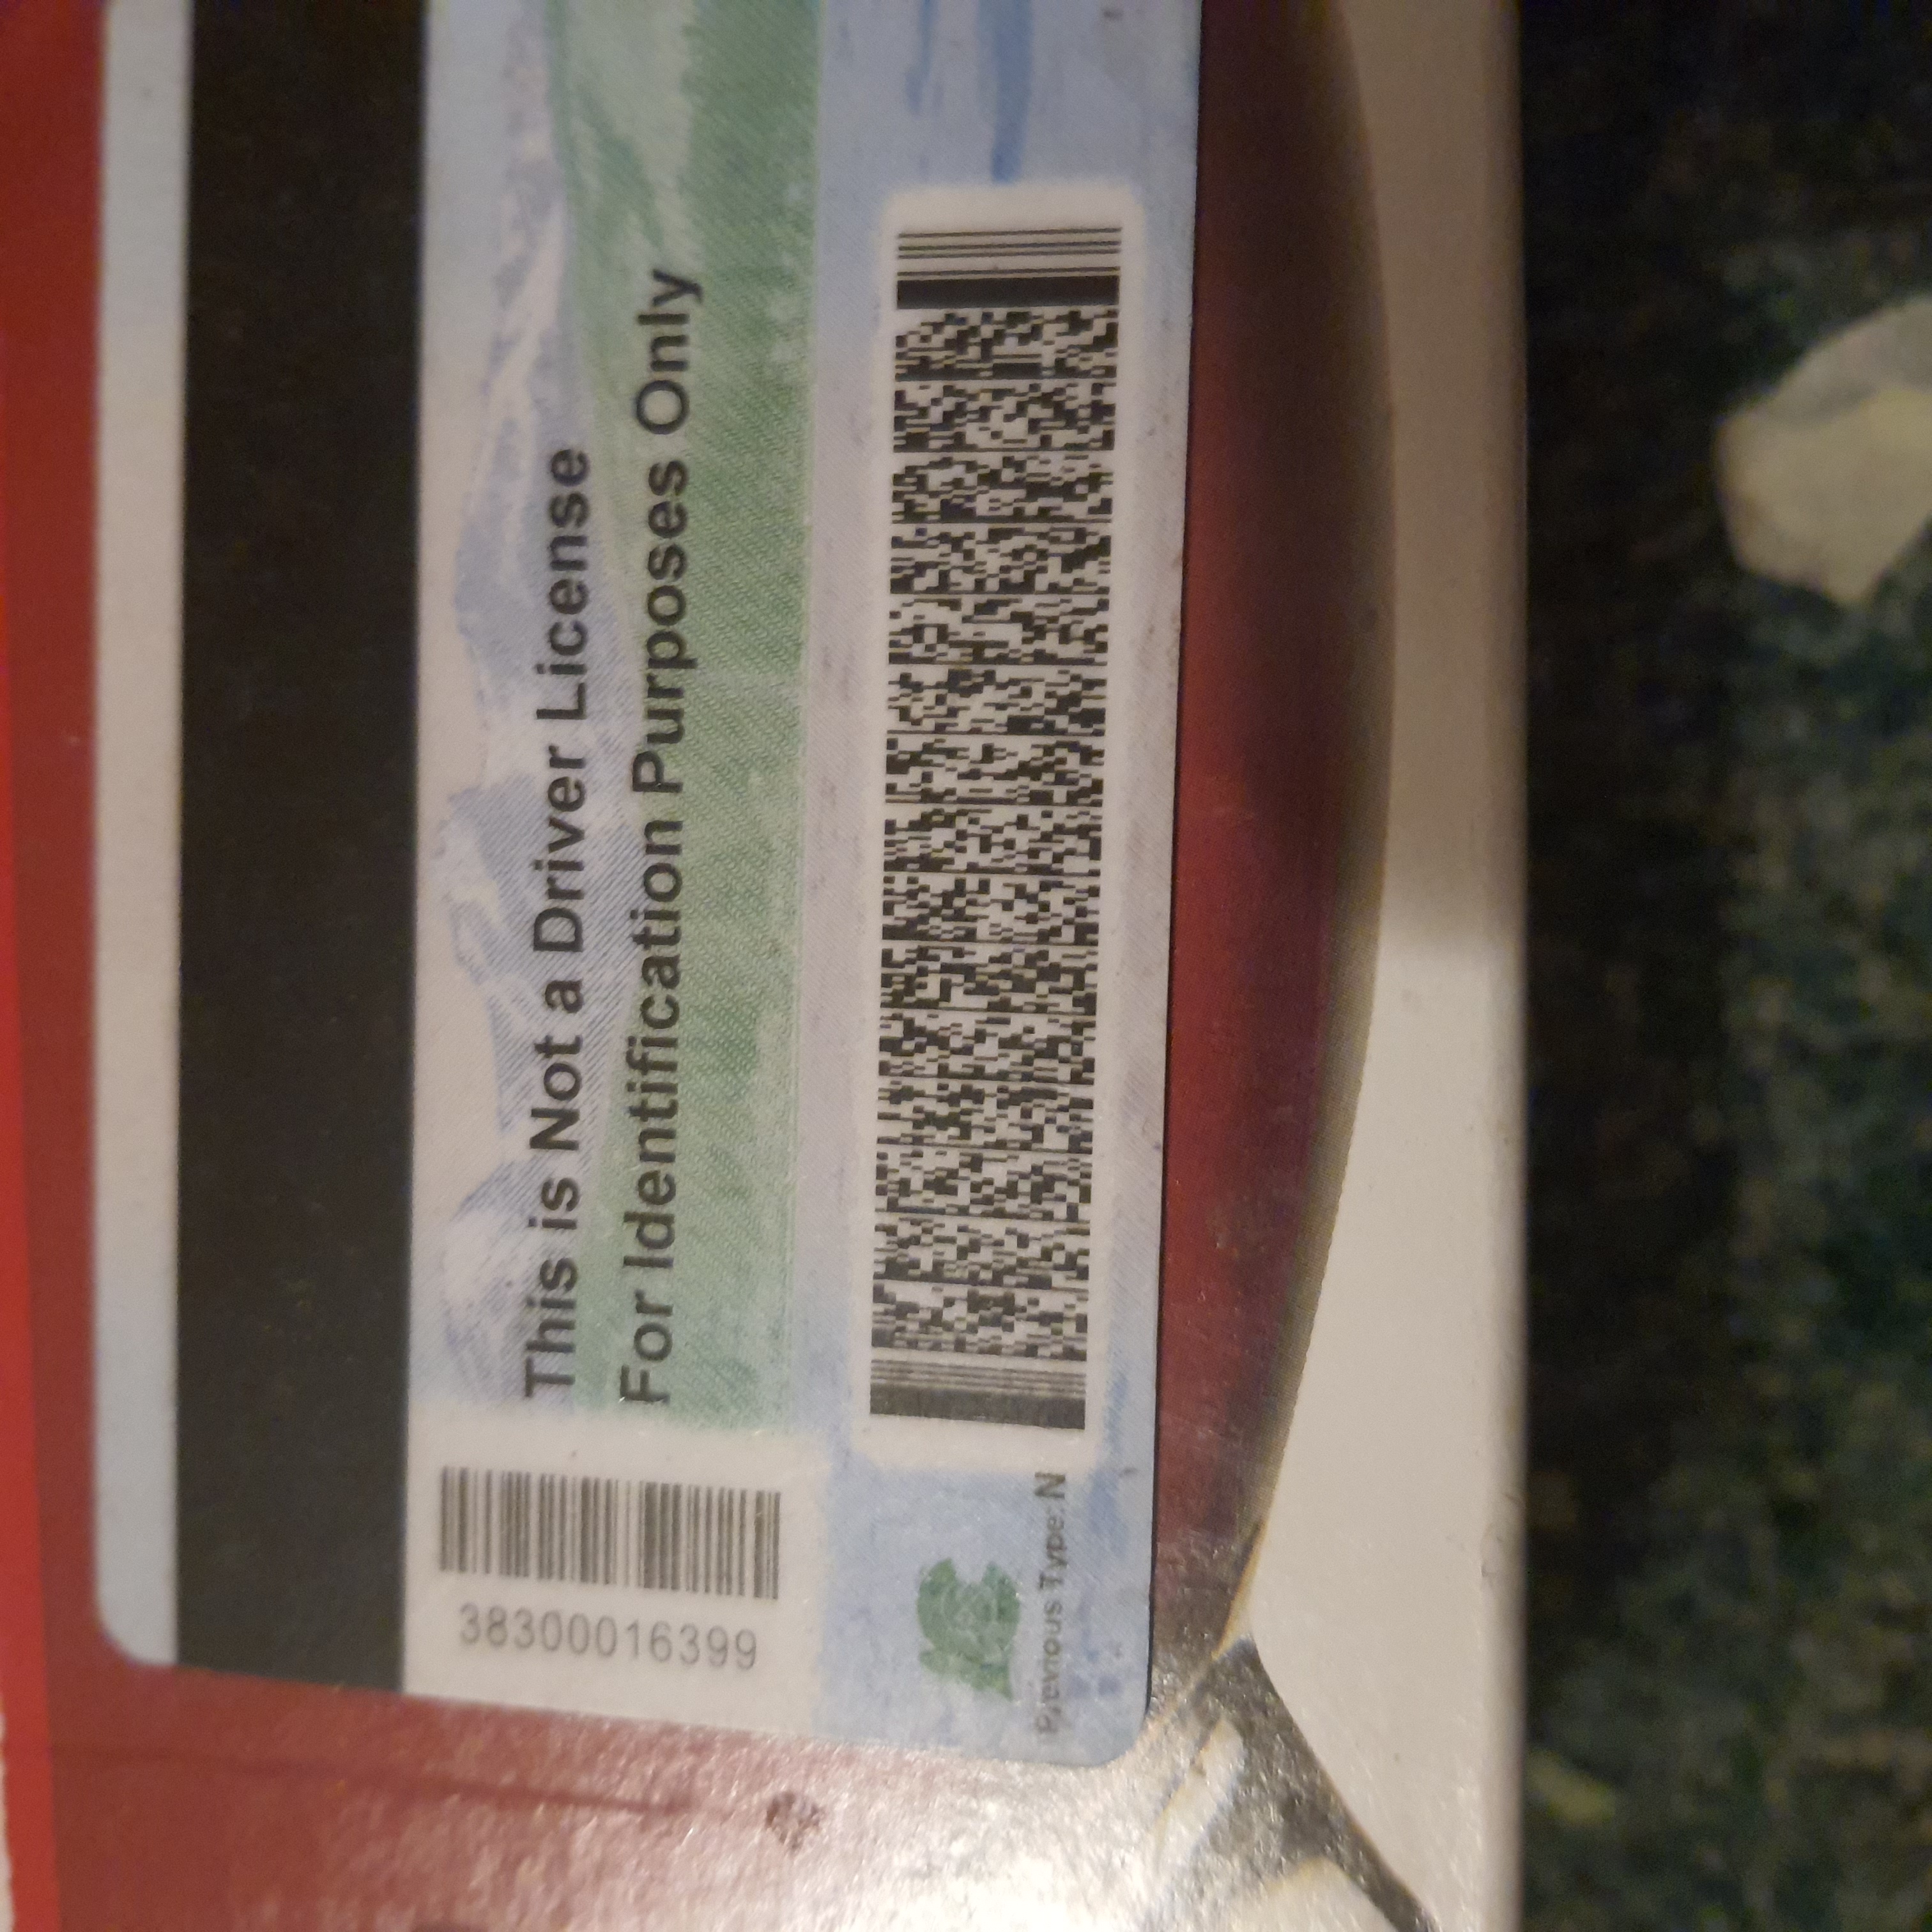 This is Not a Driver License
For Identification Purposes Only
38300016399
Previous Type: N